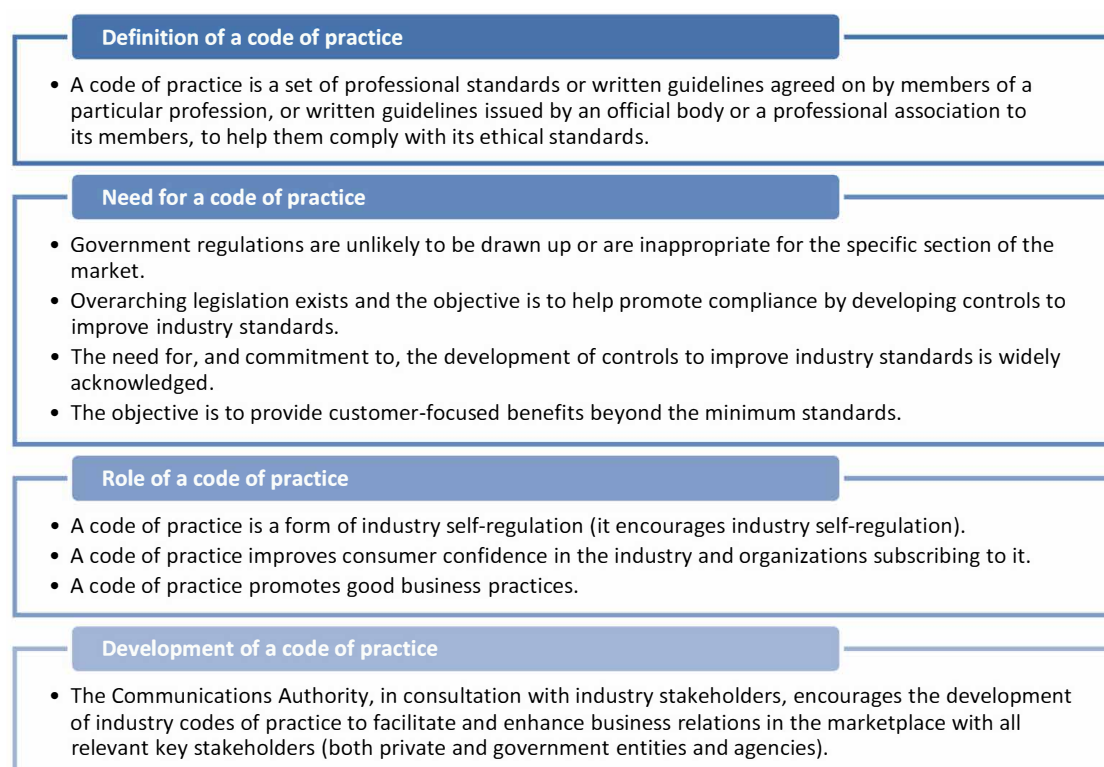 Definition of a code of practice
• A code of practice is a set of professional standards or written guidelines agreed on by members of a
particular profession, or written guidelines issued by an official body or a professional association to
its members, to help them comply with its ethical standards.
Need for a code of practice
• Government regulations are unlikely to be drawn up or are inappropriate for the specific section of the
market.
• Overarching legislation exists and the objective is to help promote compliance by developing controls to
improve industry standards.
• The need for, and commitment to, the development of controls to improve industry standards is widely
acknowledged.
• The objective is to provide customer-focused benefits beyond the minimum standards.
Role of a code of practice
• A code of practice is a form of industry self-regulation (it encourages industry self-regulation).
• A code of practice improves consumer confidence in the industry and organizations subscribing to it.
• A code of practice promotes good business practices.
Development of a code of practice
• The Communications Authority, in consultation with industry stakeholders, encourages the development
of industry codes of practice to facilitate and enhance business relations in the marketplace with all
relevant key stakeholders (both private and government entities and agencies).